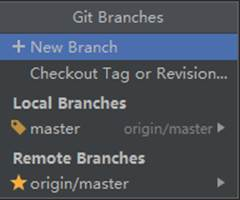 Git Branches
+ New Branch
Checkout Tag or Revision...
Local Branches
master origin/master
Remote Branches
origin/master